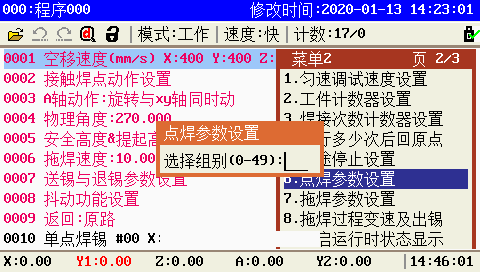 000:程序000 修改时间:2020-01-13 14:23:01
模式:工作 速度:快 计数:17/0
0001 空移速度(mm/s) X:400 Y:400 Z:
0002 接触焊点动作设置
0003 A轴动作:旋转与xy轴同时动
0004 物理角度:270.000
0005 安全高度&提起高
0006 拖焊速度:10.00
0007 送锡与退锡参数设置
0008 抖动功能设置
0009 返回:原路
0010 单点焊锡 #00 X:
菜单2 页 2/3
1.匀速调试速度设置
2.工件计数器设置
焊接次数计数器设置
行多少次后回原点
途停止设置
点焊参数设置
7.拖焊参数设置
8.拖焊过程变速及出锡
启运行时状态显示
点焊参数设置
选择组别(0-49):
X:0.00 Y1:0.00 Z:0.00 A:0.00 Y2:0.00 14:46:01